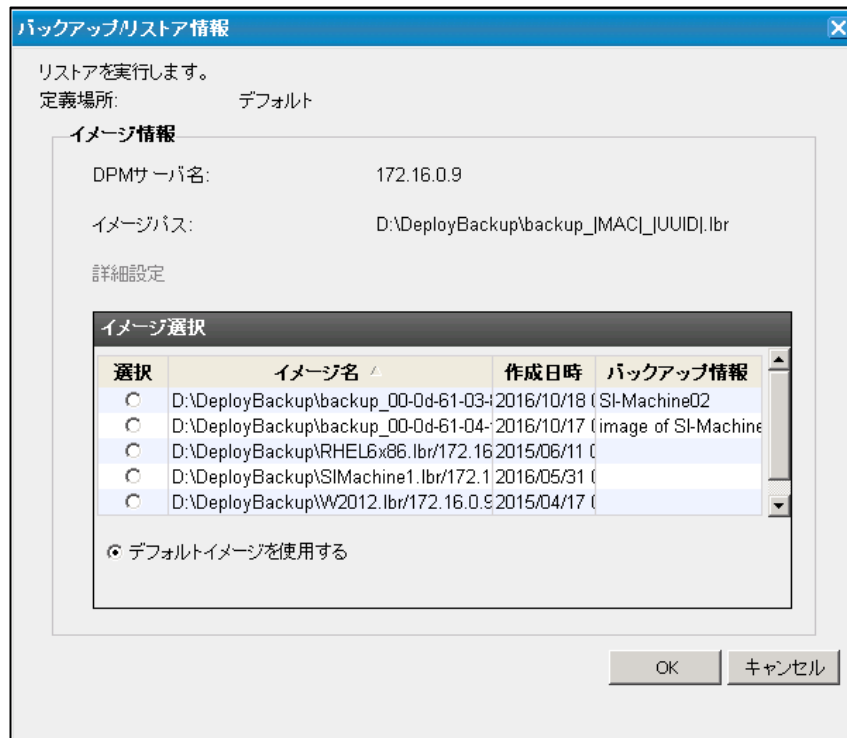 バックアップ/リストア情報
リストアを実行します。
定義場所: デフォルト
イメージ情報
DPMサーバ名: 172.16.0.9
イメージパス: D:\DeployBackup\backup_|MAC|_|UUID|.lbr
詳細設定
イメージ選択
選択 イメージ名 作成日時 バックアップ情報
D:\DeployBackup\backup_00-0d-61-03- 2016/10/18 SI-Machine02
D:\DeployBackup\backup_00-0d-61-04- 2016/10/17 image of SI-Machine
D:\DeployBackup\RHEL6x86.lbr/172.16 2015/06/11
D:\DeployBackup\SIMachine1.lbr/172.1 2016/05/31
D:\DeployBackup\W2012.lbr/172.16.0.9 2015/04/17
デフォルトイメージを使用する
OK キャンセル